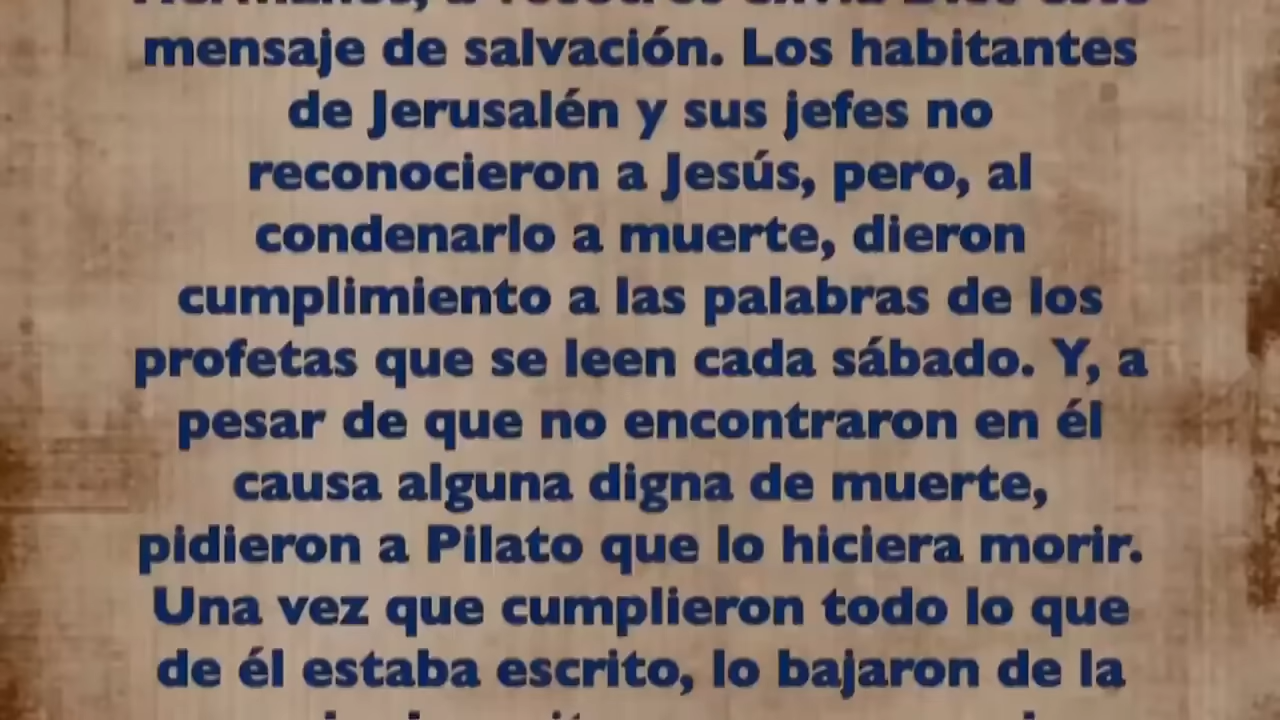 mensaje de salvación. Los habitantes
de Jerusalén y sus jefes no
reconocieron a Jesús, pero, al
condenarlo a muerte, dieron
cumplimiento a las palabras de los
profetas que se leen cada sábado. Y, a
pesar de que no encontraron en él
causa alguna digna de muerte,
pidieron a Pilato que lo hiciera morir.
Una vez que cumplieron todo lo que
de él estaba escrito, lo bajaron de la